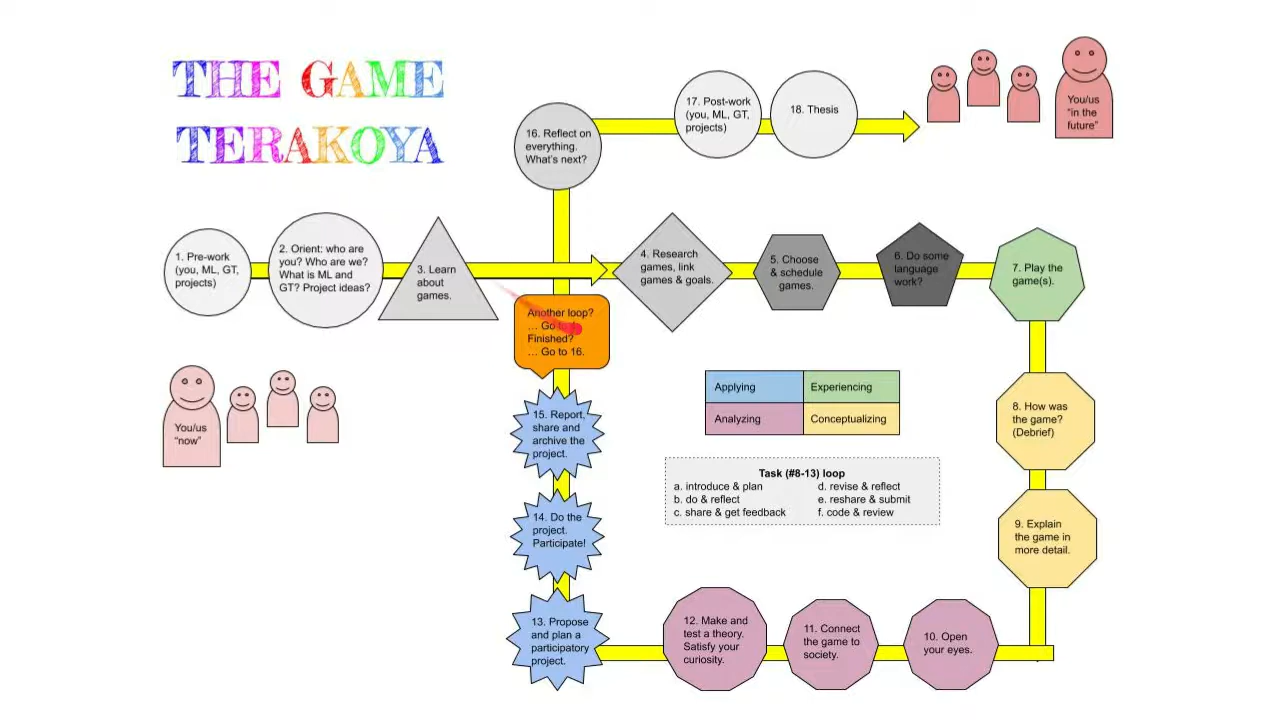 THE GAME
TERAKOYA
1. Pre-work
(you, ML, GT,
projects)
2. Orient: who are
you? Who are we?
What is ML and
GT? Project ideas?
3. Learn
about
games.
4. Research
games, link
games & goals.
5. Choose
& schedule
games.
6. Do some
language
work?
7. Play the
game(s).
8. How was
the game?
(Debrief)
9. Explain
the game in
more detail.
10. Open
your eyes.
11. Connect
the game to
society.
12. Make and
test a theory.
Satisfy your
curiosity.
13. Propose
and plan a
participatory
project.
14. Do the
project.
Participate!
15. Report,
share and
archive the
project.
Another loop?
... Go to 4.
Finished?
... Go to 16.
16. Reflect on
everything.
What's next?
17. Post-work
(you, ML, GT,
projects)
18. Thesis
You/us
"in the
future"
You/us
"now"
Applying
Experiencing
Analyzing
Conceptualizing
Task (#8-13) loop
a. introduce & plan
b. do & reflect
c. share & get feedback
d. revise & reflect
e. reshare & submit
f. code & review